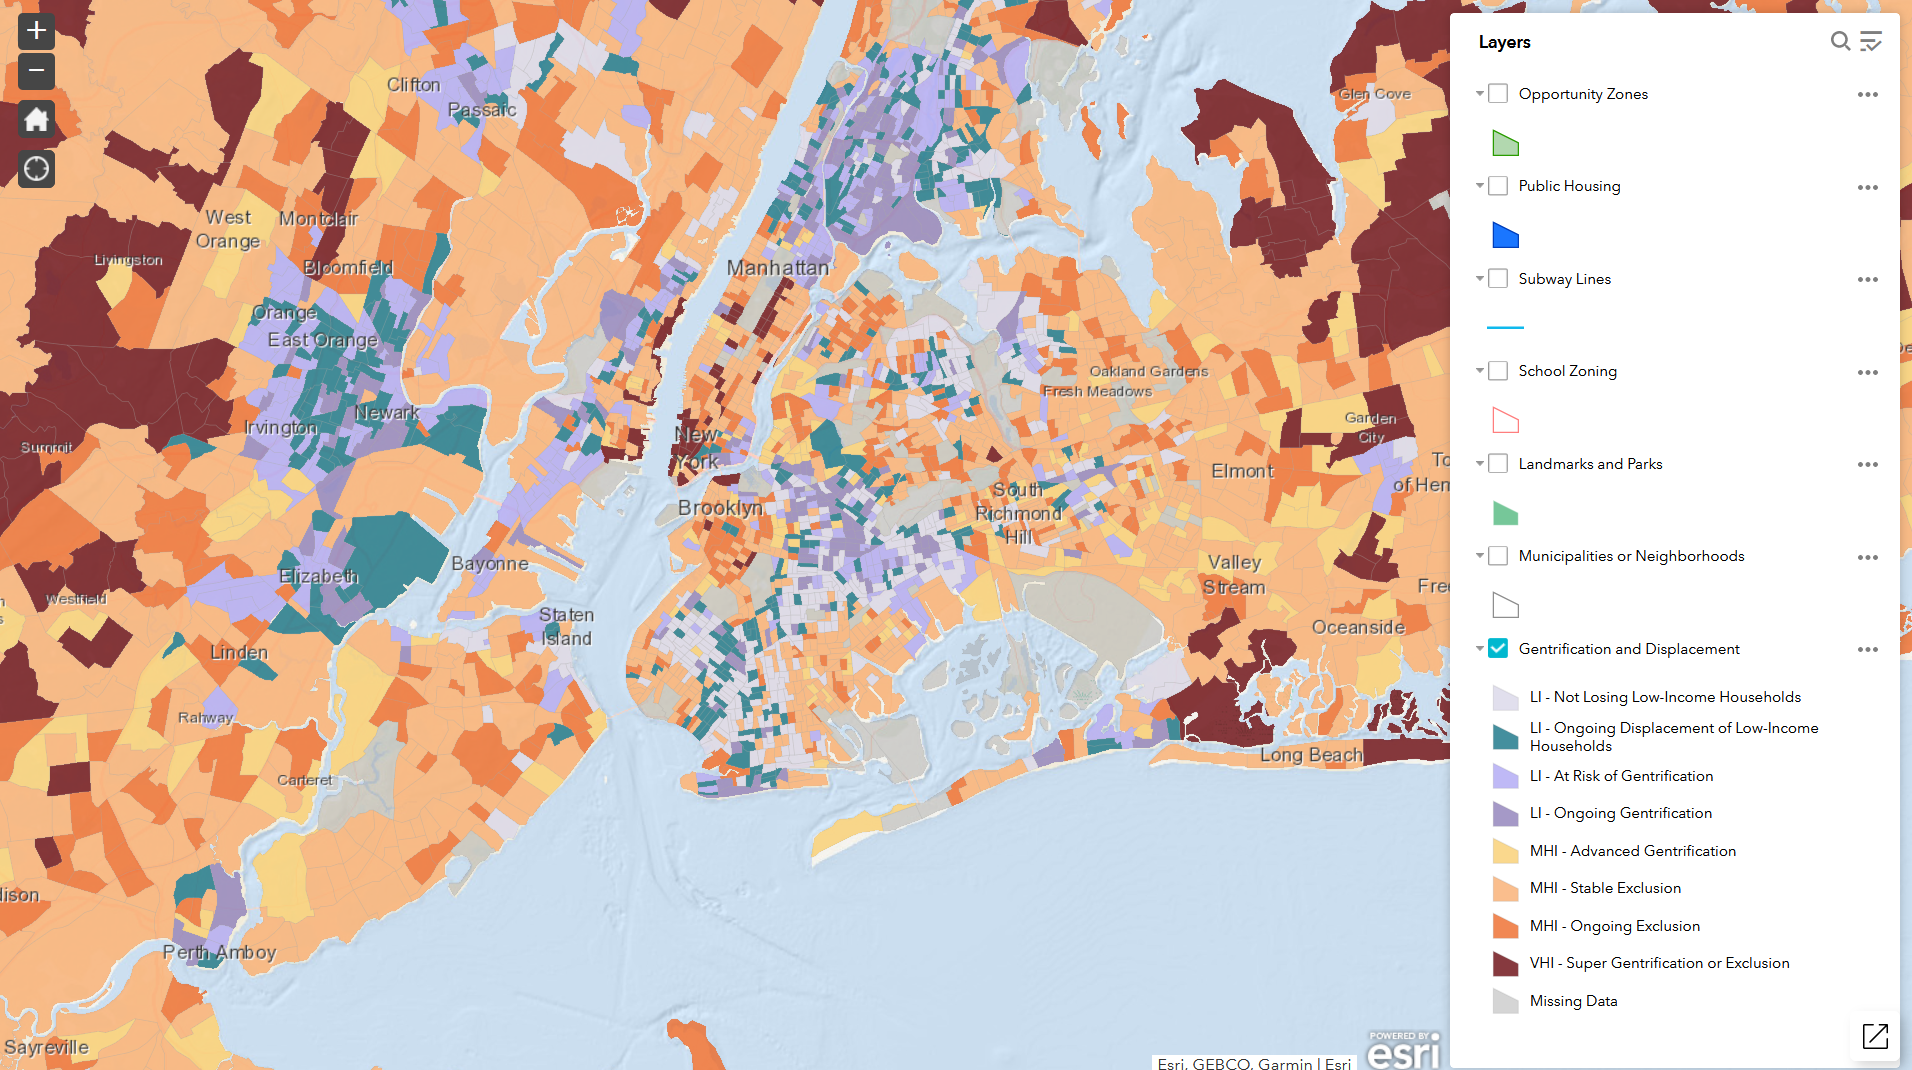 +
−
Clifton
Passaic
Glen Cove
West
Orange
Montclair
Livingston
Bloomfield
Manhattan
Orange
East Orange
Oakland Gardens
Fresh Meadows
Newark
Irvington
Garden
City
Summit
New
York
Elmont
To
of Hem
South
Richmond
Hill
Brooklyn
Bayonne
Valley
Stream
Elizabeth
Free
Westfield
Staten
Island
Oceanside
Linden
Rahway
Long Beach
Carteret
dison
Perth Amboy
Sayreville
POWERED BY
esri
Esri, GEBCO, Garmin | Esri
Layers
Opportunity Zones
Public Housing
Subway Lines
School Zoning
Landmarks and Parks
Municipalities or Neighborhoods
Gentrification and Displacement
LI - Not Losing Low-Income Households
LI - Ongoing Displacement of Low-Income
Households
LI - At Risk of Gentrification
LI - Ongoing Gentrification
MHI - Advanced Gentrification
MHI - Stable Exclusion
MHI - Ongoing Exclusion
VHI - Super Gentrification or Exclusion
Missing Data